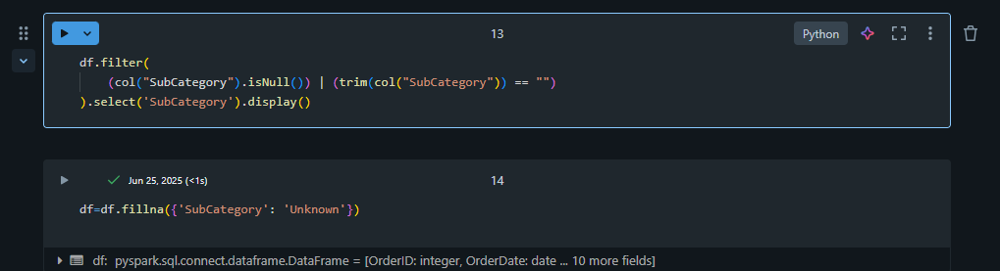 13
Python
df.filter(
(col("SubCategory").isNull()) | (trim(col("SubCategory")) == "")
).select('SubCategory').display()
Jun 25, 2025 (<1s)
14
df=df.fillna({'SubCategory': 'Unknown'})
df: pyspark.sql.connect.dataframe.DataFrame = [OrderID: integer, OrderDate: date ... 10 more fields]